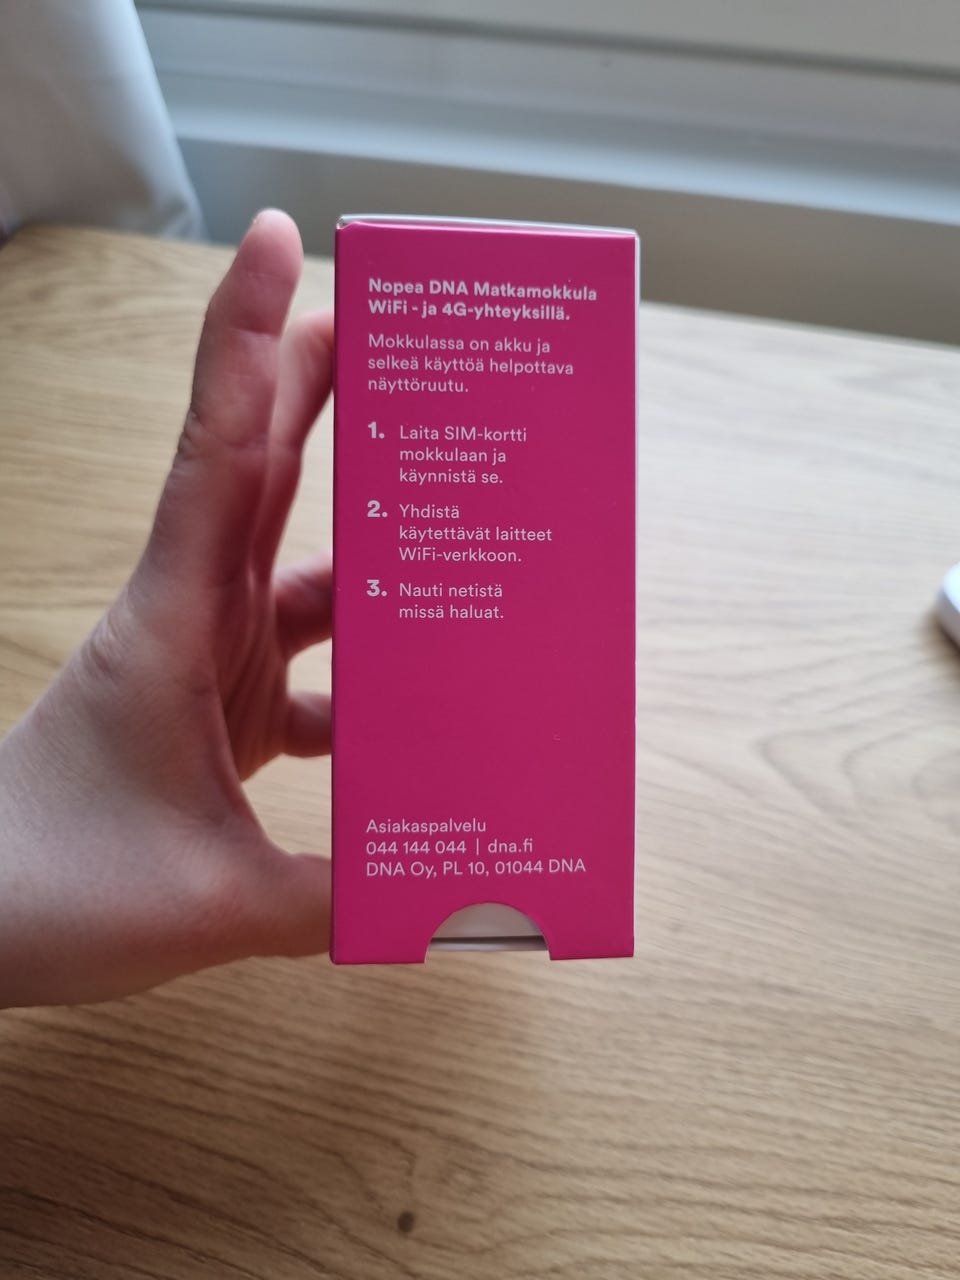 Nopea DNA Matkamokkula
WiFi - ja 4G-yhteyksillä.
Mokkulassa on akku ja
selkeä käyttöä helpottava
näyttöruutu.
1. Laita SIM-kortti
mokkulaan ja
käynnistä se.
2. Yhdistä
käytettävät laitteet
WiFi-verkkoon.
3. Nauti netistä
missä haluat.
Asiakaspalvelu
044 144 044 | dna.fi
DNA Oy, PL 10, 01044 DNA